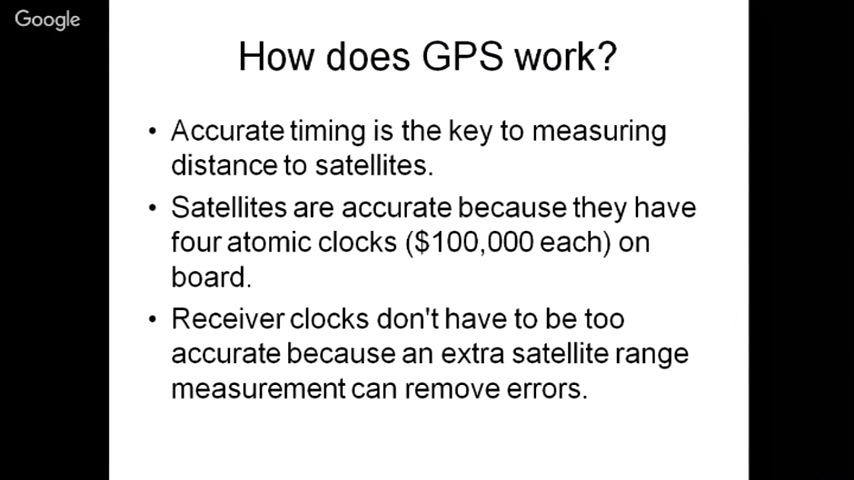 Google
How does GPS work?
• Accurate timing is the key to measuring
distance to satellites.
• Satellites are accurate because they have
four atomic clocks ($100,000 each) on
board.
• Receiver clocks don't have to be too
accurate because an extra satellite range
measurement can remove errors.